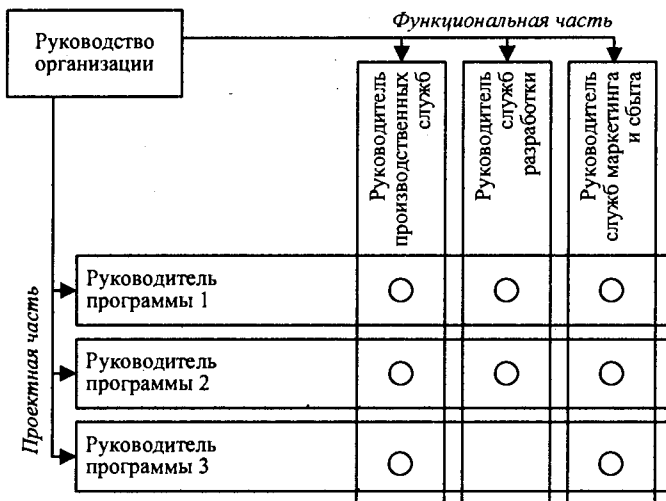 Функциональная часть
Руководство
организации
Руководитель
производственных
служб
Руководитель
служб
разработки
Руководитель
служб маркетинга
и сбыта
Проектная часть
Руководитель
программы 1
Руководитель
программы 2
Руководитель
программы 3